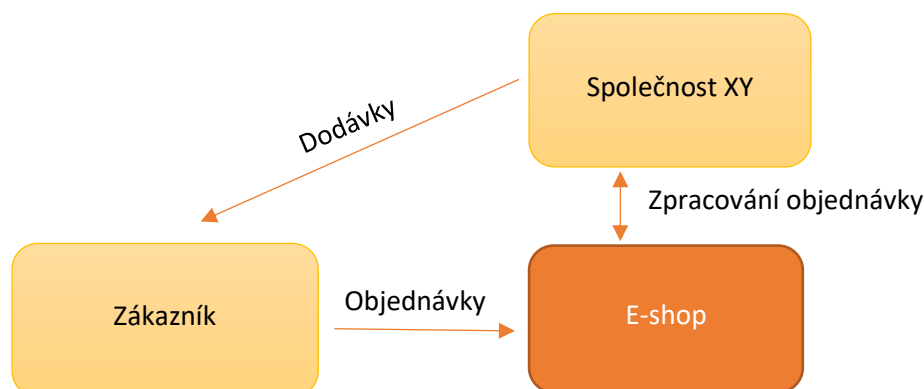 Společnost XY
Dodávky
Zpracování objednávky
Zákazník
Objednávky
E-shop